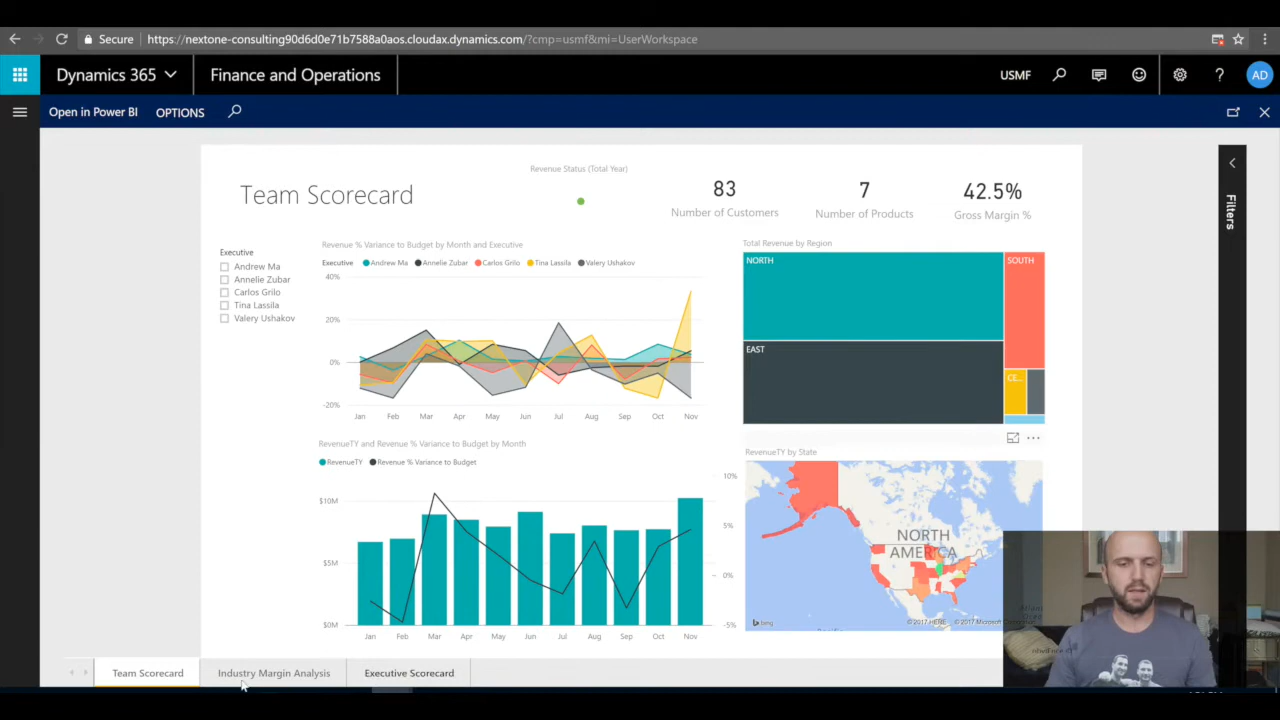 Secure https://nextone-consulting90d6d0e71b7588a0aos.cloudax.dynamics.com/?cmp=usmf&mi=UserWorkspace
Dynamics 365 Finance and Operations USMF ? AD
Open in Power BI OPTIONS
Team Scorecard
Revenue Status (Total Year)
83
Number of Customers
7
Number of Products
42.5%
Gross Margin %
Filters
Executive
Andrew Ma
Annelie Zubar
Carlos Grilo
Tina Lassila
Valery Ushakov
Revenue % Variance to Budget by Month and Executive
Executive Andrew Ma Annelie Zubar Carlos Grilo Tina Lassila Valery Ushakov
40%
20%
0%
-20%
Jan Feb Mar Apr May Jun Jul Aug Sep Oct Nov
Total Revenue by Region
NORTH
SOUTH
EAST
CE...
RevenueTY and Revenue % Variance to Budget by Month
RevenueTY Revenue % Variance to Budget
$10M
$5M
$0M
10%
5%
0%
-5%
Jan Feb Mar Apr May Jun Jul Aug Sep Oct Nov
RevenueTY by State
NORTH
AMERICA
bing
© 2017 HERE © 2017 Microsoft Corporation
Team Scorecard Industry Margin Analysis Executive Scorecard